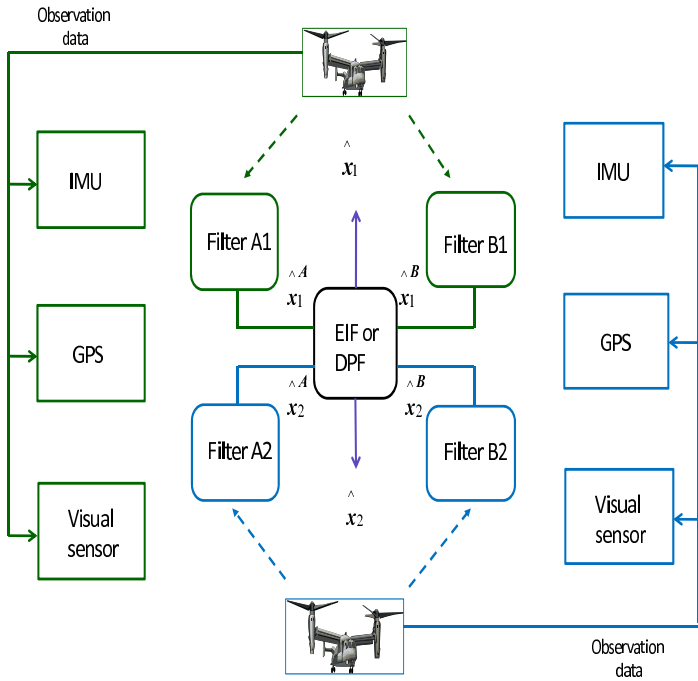 Observation
data
IMU
GPS
Visual
sensor
Filter A1
Filter B1
EIF or
DPF
Filter A2
Filter B2
x̂₁
x̂₁ᴬ
x̂₁ᴮ
x̂₂ᴬ
x̂₂ᴮ
x̂₂
IMU
GPS
Visual
sensor
Observation
data